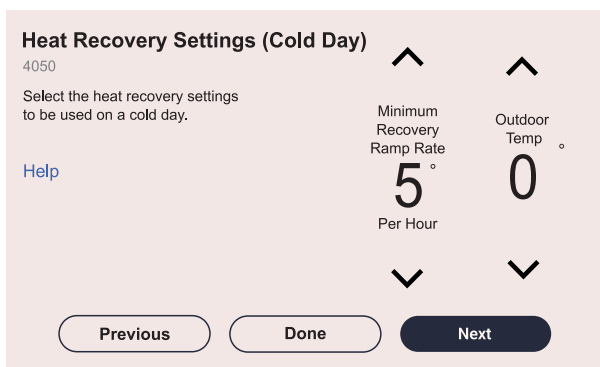 Heat Recovery Settings (Cold Day)
4050
Select the heat recovery settings
to be used on a cold day.
Help
Minimum
Recovery
Ramp Rate
5°
Per Hour
Outdoor
Temp
0°
Previous
Done
Next